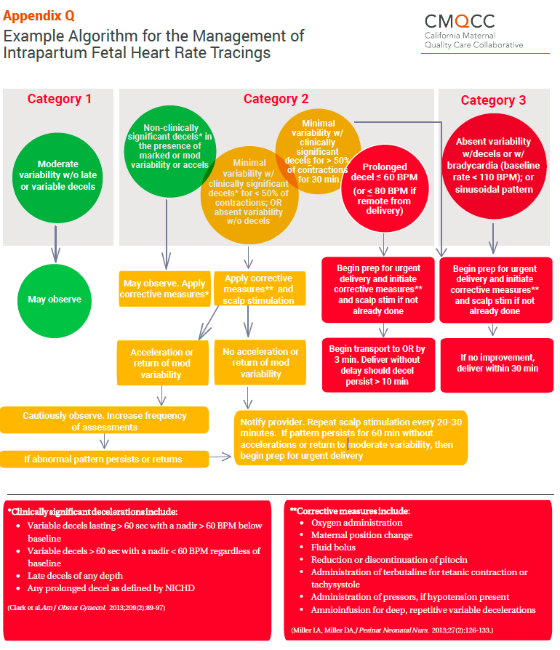 Appendix Q
Example Algorithm for the Management of
Intrapartum Fetal Heart Rate Tracings
CMQCC
California Maternal
Quality Care Collaborative
Category 1
Category 2
Category 3
Moderate
variability w/o late
or variable decels
Non-clinically
significant decels* in
the presence of
marked or mod
variability or accels
Minimal
variability w/
clinically significant
decels* for < 50% of
contractions; OR
absent variability
w/o decels
Minimal
variability w/
clinically
significant
decels for > 50%
of contractions
for 30 min
Prolonged
decel ≤ 60 BPM
(or < 80 BPM if
remote from
delivery)
Absent variability
w/decels or w/
bradycardia (baseline
rate < 110 BPM); or
sinusoidal pattern
May observe
May observe. Apply
corrective measures*
Apply corrective
measures** and
scalp stimulation
Begin prep for urgent
delivery and initiate
corrective measures**
and scalp stim if not
already done
Begin prep for urgent
delivery and initiate
corrective measures**
and scalp stim if not
already done
Acceleration or
return of mod
variability
No acceleration or
return of mod
variability
Begin transport to OR by
3 min. Deliver without
delay should decel
persist > 10 min
If no improvement,
deliver within 30 min
Cautiously observe. Increase frequency
of assessments
If abnormal pattern persists or returns
Notify provider. Repeat scalp stimulation every 20-30
minutes. If pattern persists for 60 min without
accelerations or return to moderate variability, then
begin prep for urgent delivery
*Clinically significant decelerations include:
• Variable decels lasting > 60 sec with a nadir > 60 BPM below
baseline
• Variable decels > 60 sec with a nadir < 60 BPM regardless of
baseline
• Late decels of any depth
• Any prolonged decel as defined by NICHD
(Clark et al. Am J Obstet Gynecol. 2013;209(2):89-97)
**Corrective measures include:
• Oxygen administration
• Maternal position change
• Fluid bolus
• Reduction or discontinuation of pitocin
• Administration of terbutaline for tetanic contraction or
tachysystole
• Administration of pressors, if hypotension present
• Amnioinfusion for deep, repetitive variable decelerations
(Miller LA, Miller DA. J Perinat Neonatal Nurs. 2013;27(2):126-133.)